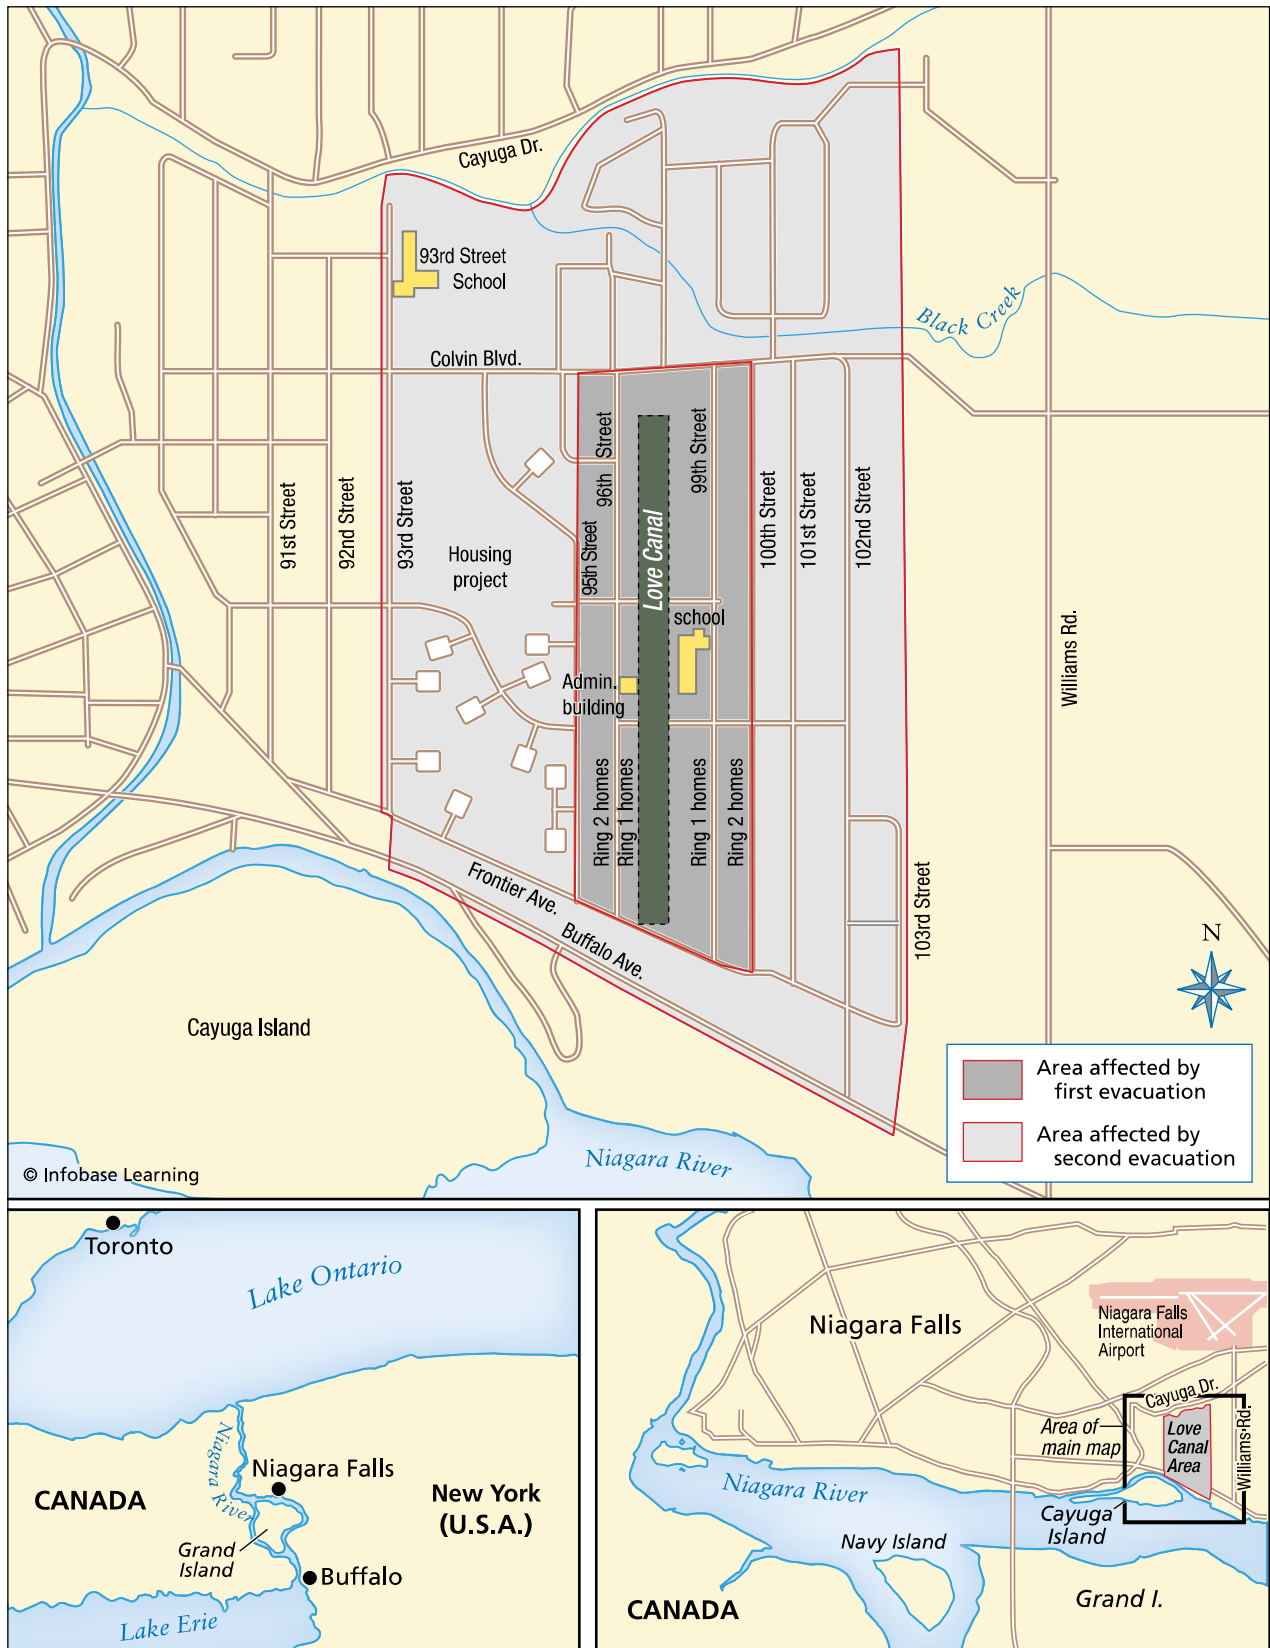 Cayuga Dr.
93rd Street
School
Black Creek
Colvin Blvd.
91st Street
92nd Street
93rd Street
Housing
project
95th Street
96th Street
Love Canal
99th Street
100th Street
101st Street
102nd Street
school
Admin.
building
Williams Rd.
Ring 2 homes
Ring 1 homes
Ring 1 homes
Ring 2 homes
Frontier Ave.
Buffalo Ave.
103rd Street
N
Cayuga Island
Area affected by
first evacuation
Area affected by
second evacuation
Niagara River
© Infobase Learning
Toronto
Lake Ontario
Niagara River
Niagara Falls
CANADA
New York
(U.S.A.)
Grand
Island
Buffalo
Lake Erie
Niagara Falls
Niagara Falls
International
Airport
Cayuga Dr.
Area of
main map
Love
Canal
Area
Williams Rd.
Niagara River
Cayuga
Island
Navy Island
CANADA
Grand I.